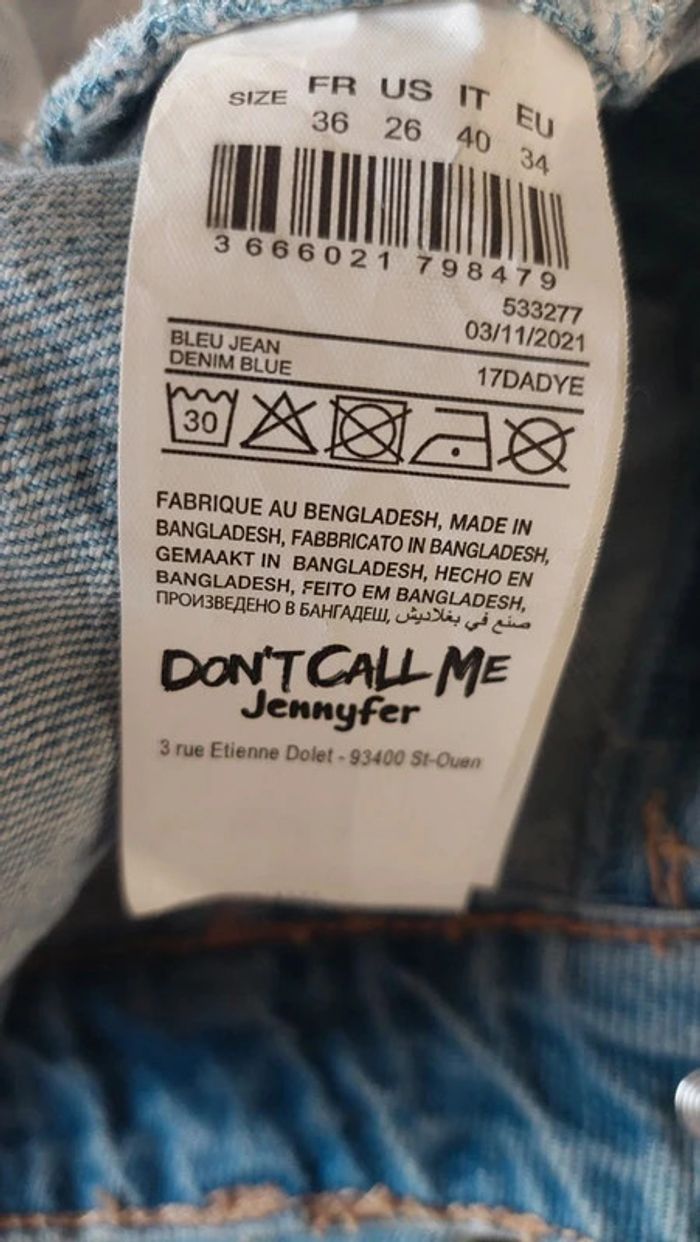 SIZE FR US IT EU
36 26 40 34
3 666021 798479
533277
03/11/2021
BLEU JEAN
DENIM BLUE
17DADYE
30
FABRIQUE AU BENGLADESH, MADE IN
BANGLADESH, FABBRICATO IN BANGLADESH,
GEMAAKT IN BANGLADESH, HECHO EN
BANGLADESH, FEITO EM BANGLADESH,
ПРОИЗВЕДЕНО В БАНГАДЕШ, صنع في بغلاديش
DON'T CALL ME
Jennyfer
3 rue Etienne Dolet - 93400 St-Ouen